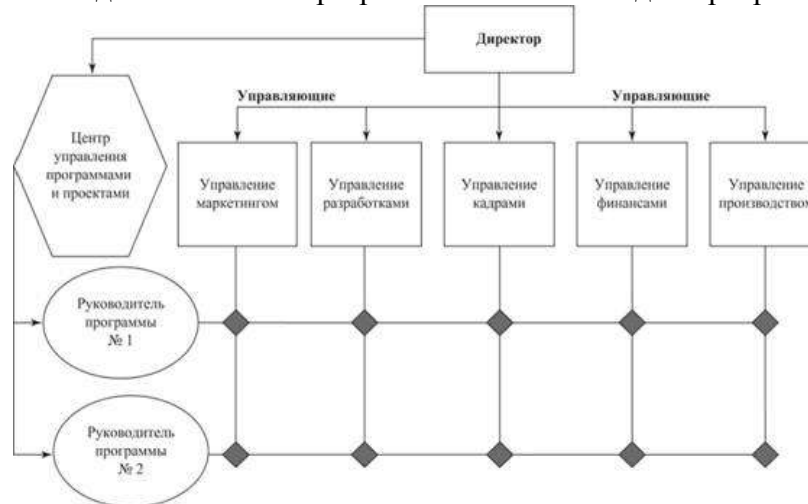 Директор
Управляющие
Управляющие
Центр
управления
программами
и проектами
Управление
маркетингом
Управление
разработками
Управление
кадрами
Управление
финансами
Управление
производством
Руководитель
программы
№ 1
Руководитель
программы
№ 2